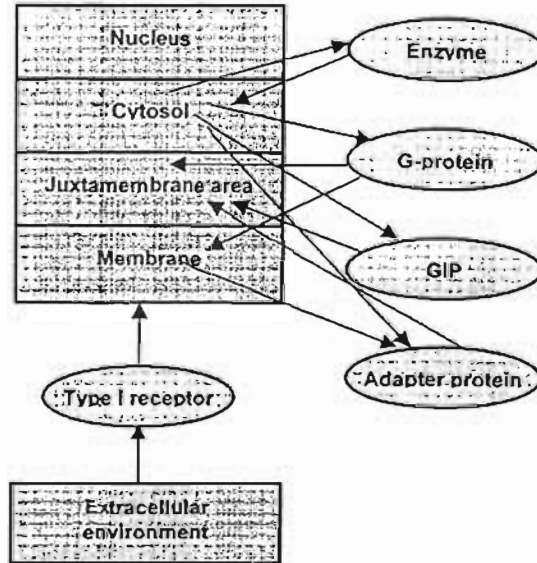 Nucleus
Enzyme
Cytosol
G-protein
Juxtamembrane area
Membrane
GIP
Adapter protein
Type I receptor
Extracellular
environment